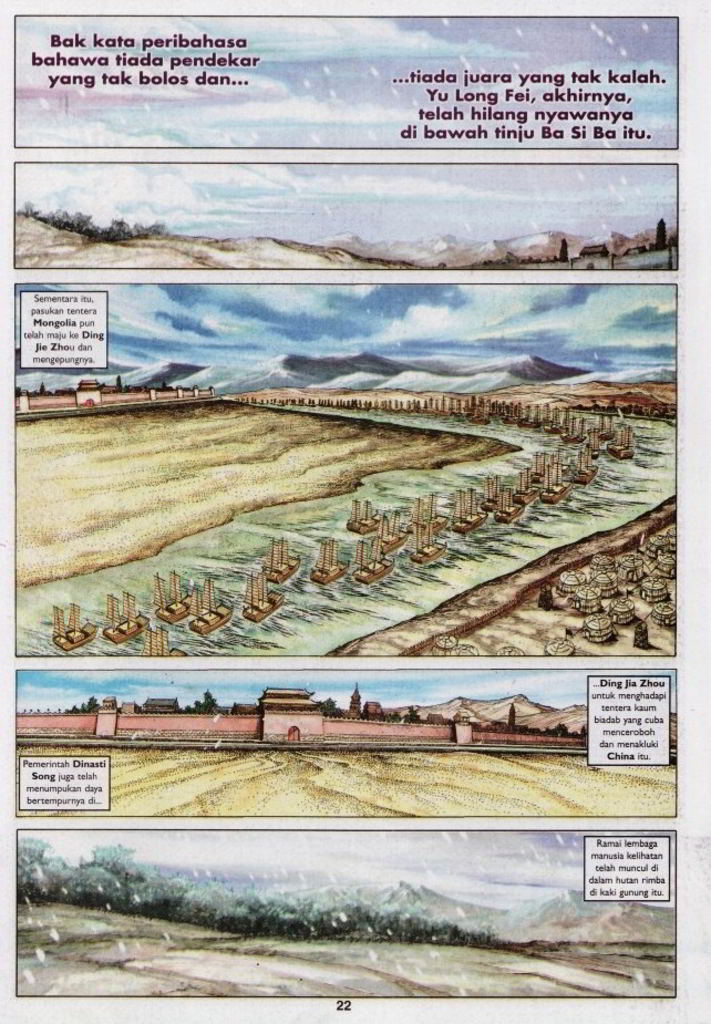 Bak kata peribahasa
bahawa tiada pendekar
yang tak bolos dan...
...tiada juara yang tak kalah.
Yu Long Fei, akhirnya,
telah hilang nyawanya
di bawah tinju Ba Si Ba itu.
Sementara itu,
pasukan tentera
Mongolia pun
telah maju ke Ding
Jie Zhou dan
mengepungnya.
Pemerintah Dinasti
Song juga telah
menumpukan daya
bertempurnya di...
...Ding Jia Zhou
untuk menghadapi
tentera kaum
biadab yang cuba
menceroboh
dan menakluki
China itu.
Ramai lembaga
manusia kelihatan
telah muncul di
dalam hutan rimba
di kaki gunung itu.
22